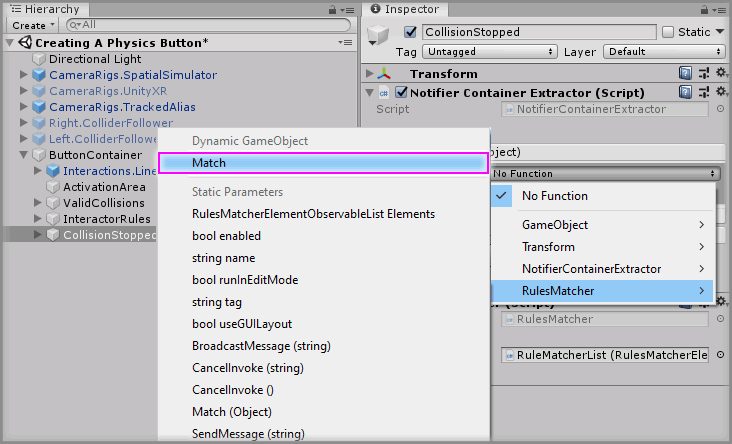 Hierarchy
Create
All
Creating A Physics Button*
Directional Light
CameraRigs.SpatialSimulator
CameraRigs.UnityXR
CameraRigs.TrackedAlias
Right.ColliderFollower
Left.ColliderFollowe
ButtonContainer
Interactions.Line
ActivationArea
ValidCollisions
InteractorRules
CollisionStopped
Dynamic GameObject
Match
Static Parameters
RulesMatcherElementObservableList Elements
bool enabled
string name
bool runInEditMode
string tag
bool useGUILayout
BroadcastMessage (string)
CancelInvoke (string)
CancelInvoke ()
Match (Object)
SendMessage (string)
Inspector
CollisionStopped
Static
Tag Untagged Layer Default
Transform
Notifier Container Extractor (Script)
Script NotifierContainerExtractor
ject)
No Function
No Function
GameObject
Transform
NotifierContainerExtractor
RulesMatcher
(Script)
RulesMatcher
RuleMatcherList (RulesMatcherEle